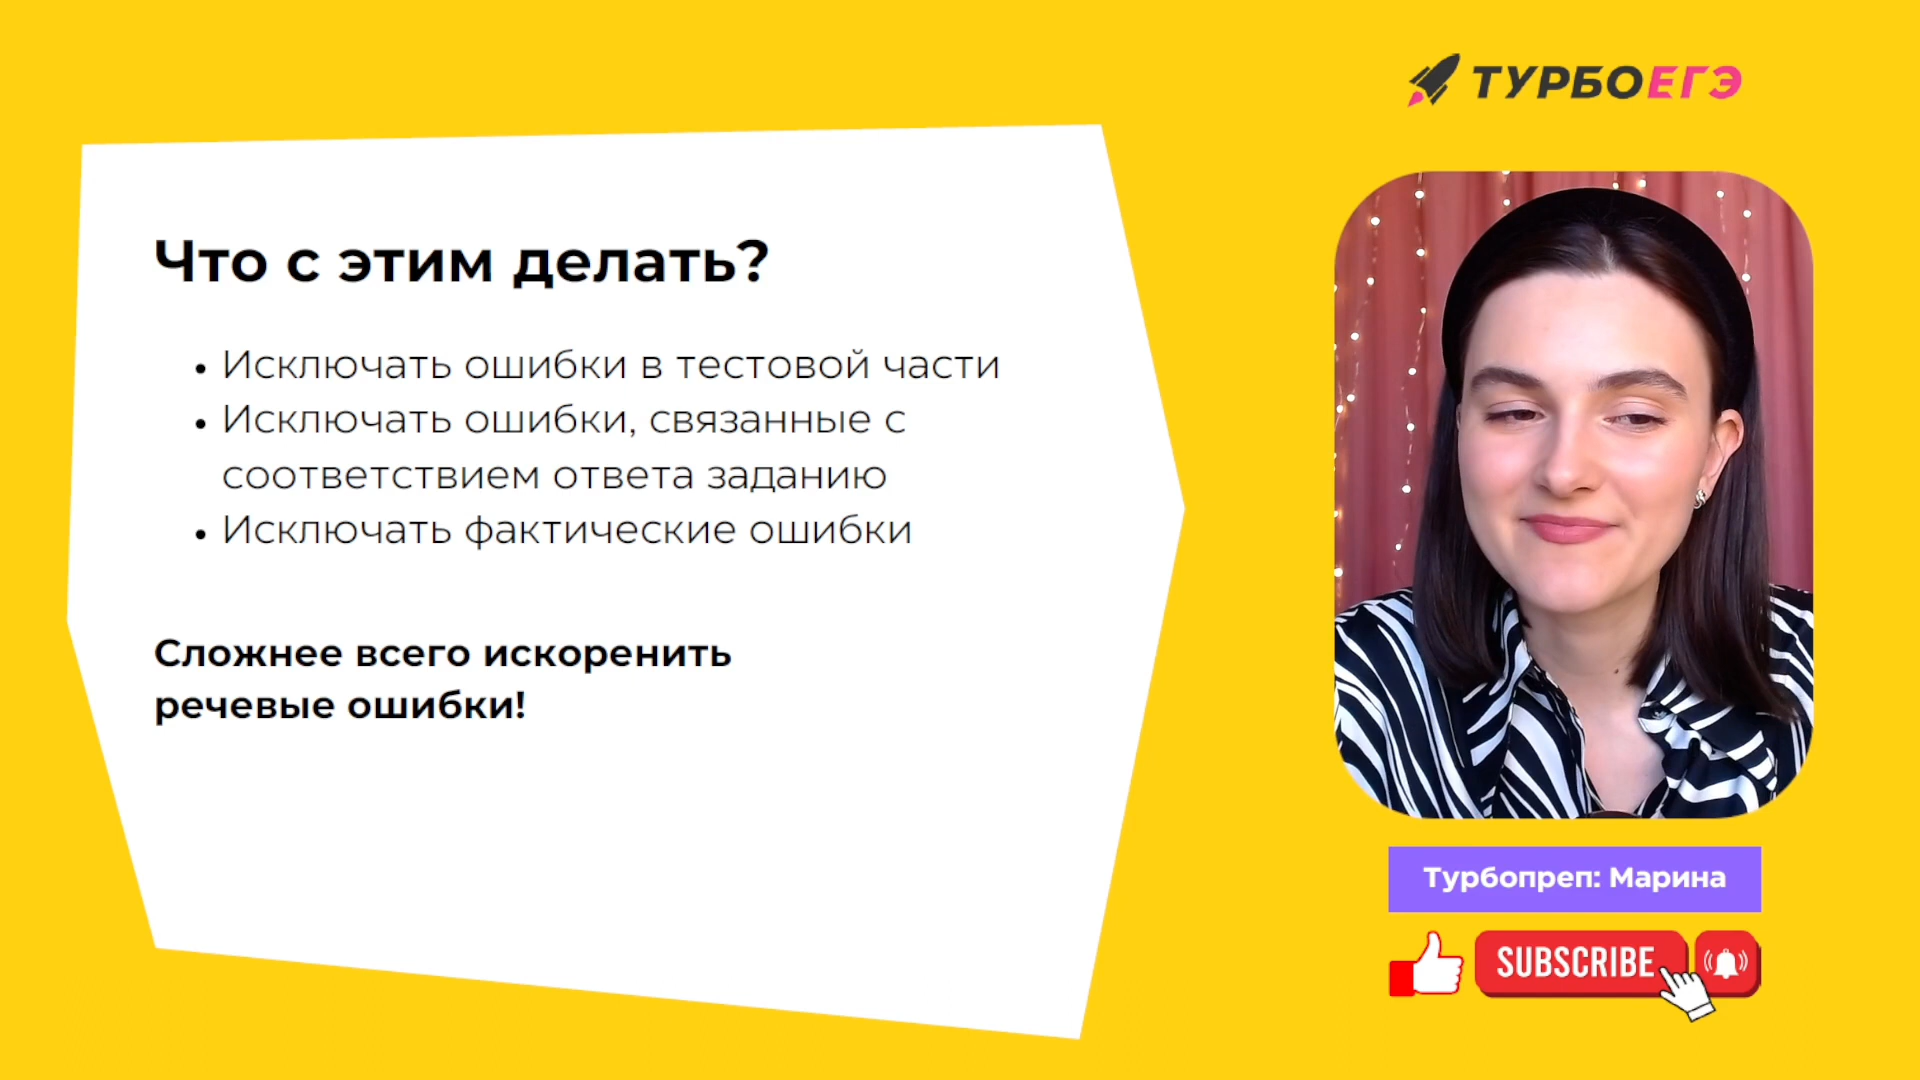 ТУРБОЕГЭ
Что с этим делать?
• Исключать ошибки в тестовой части
• Исключать ошибки, связанные с
соответствием ответа заданию
• Исключать фактические ошибки
Сложнее всего искоренить
речевые ошибки!
Турбопреп: Марина
SUBSCRIBE